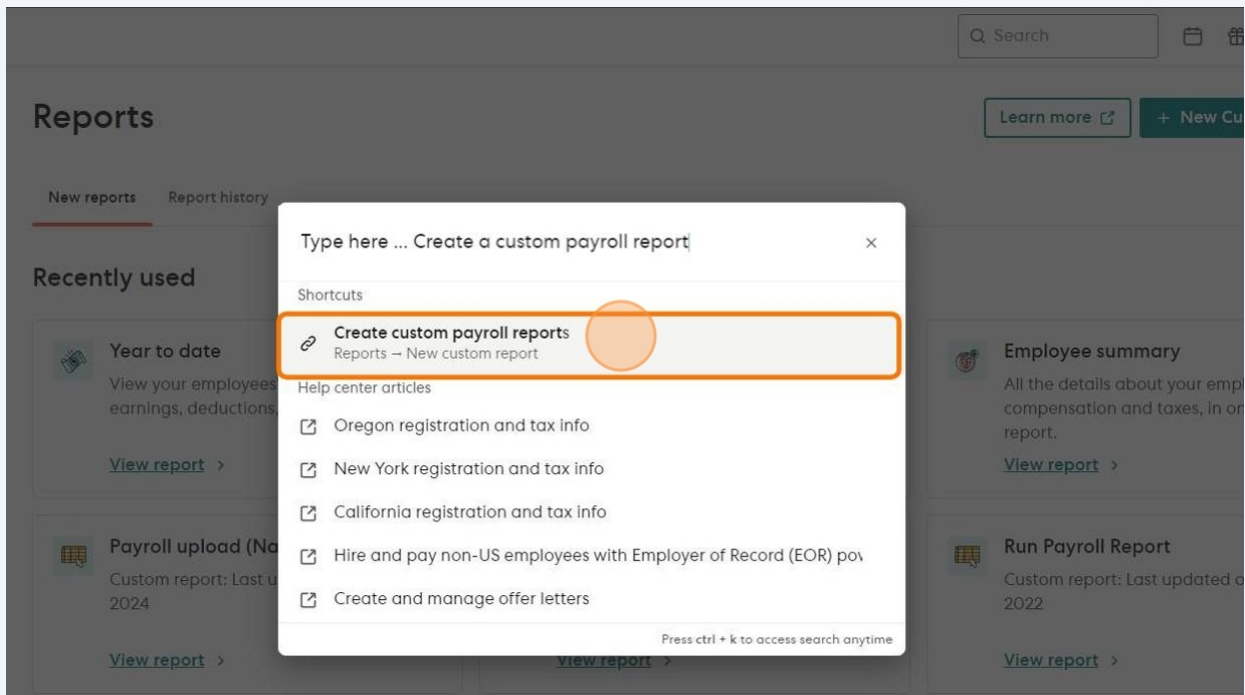 Search
Reports
Learn more
+ New Cu
New reports
Report history
Type here ... Create a custom payroll report
Shortcuts
Create custom payroll reports
Reports → New custom report
Help center articles
Oregon registration and tax info
New York registration and tax info
California registration and tax info
Hire and pay non-US employees with Employer of Record (EOR) pov
Create and manage offer letters
Press ctrl + k to access search anytime
Recently used
Year to date
View your employees
earnings, deductions,
View report >
Employee summary
All the details about your empl
compensation and taxes, in on
report.
View report >
Payroll upload (Na
Custom report: Last u
2024
View report >
View report >
Run Payroll Report
Custom report: Last updated o
2022
View report >